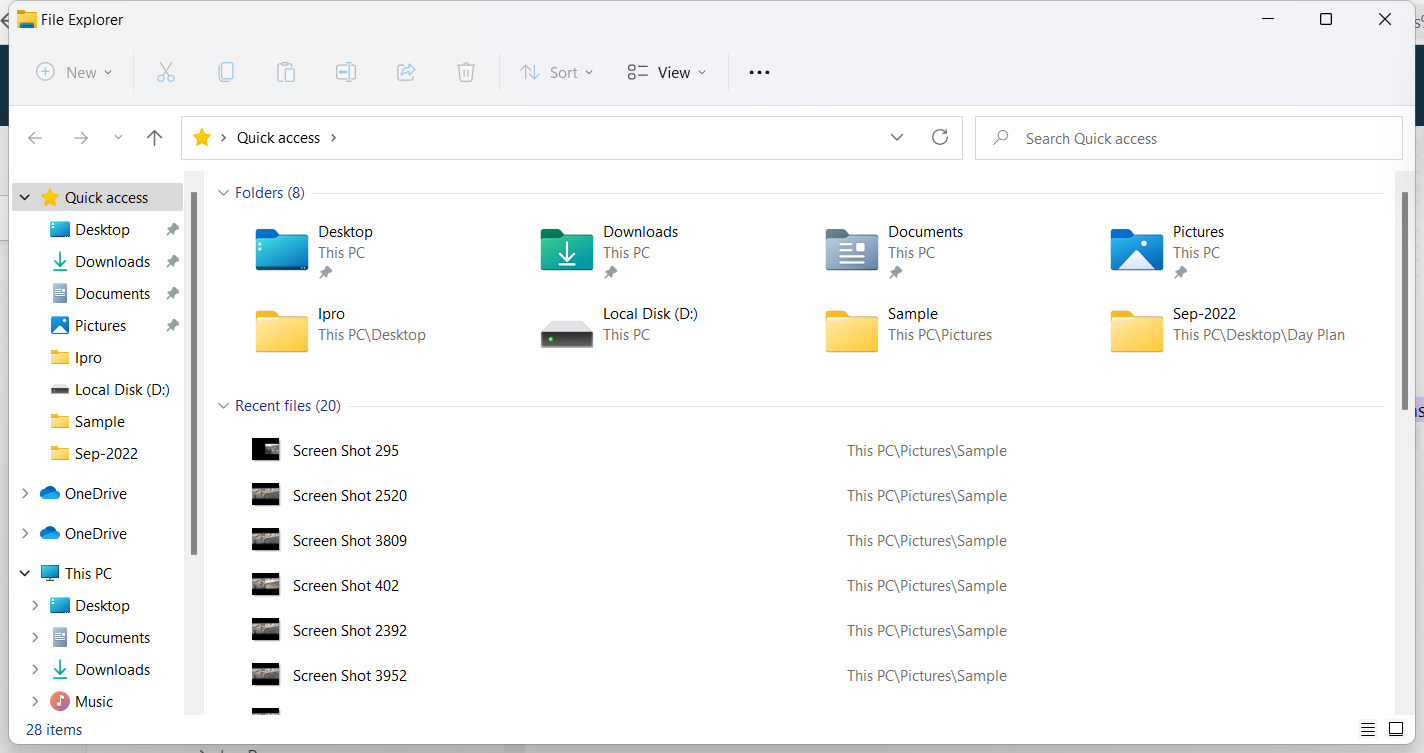 File Explorer
New
Sort
View
Quick access
Search Quick access
Quick access
Desktop
Downloads
Documents
Pictures
Ipro
Local Disk (D:)
Sample
Sep-2022
OneDrive
OneDrive
This PC
Desktop
Documents
Downloads
Music
Folders (8)
Desktop
This PC
Downloads
This PC
Documents
This PC
Pictures
This PC
Ipro
This PC\Desktop
Local Disk (D:)
This PC
Sample
This PC\Pictures
Sep-2022
This PC\Desktop\Day Plan
Recent files (20)
Screen Shot 295 This PC\Pictures\Sample
Screen Shot 2520 This PC\Pictures\Sample
Screen Shot 3809 This PC\Pictures\Sample
Screen Shot 402 This PC\Pictures\Sample
Screen Shot 2392 This PC\Pictures\Sample
Screen Shot 3952 This PC\Pictures\Sample
28 items